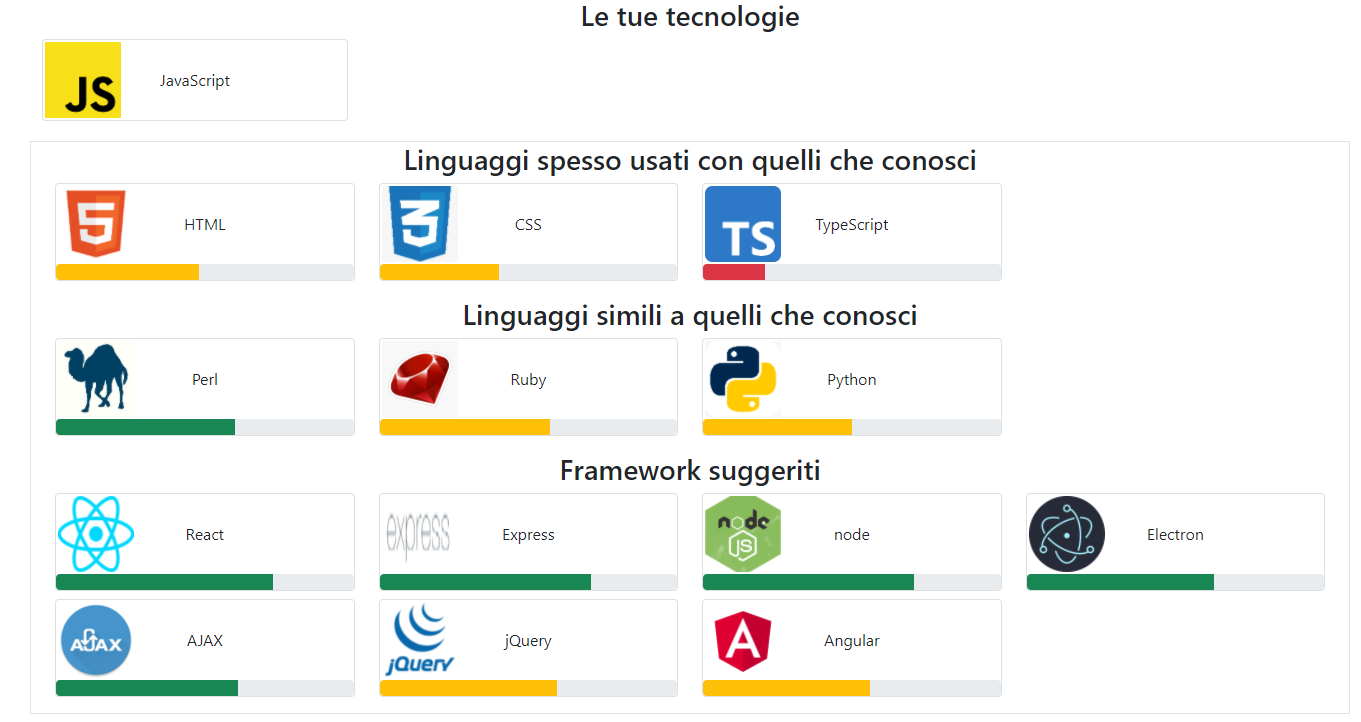 Le tue tecnologie
JS
JavaScript
Linguaggi spesso usati con quelli che conosci
5
HTML
3
CSS
TS
TypeScript
Linguaggi simili a quelli che conosci
Perl
Ruby
Python
Framework suggeriti
React
express
Express
node
JS
node
Electron
AJAX
AJAX
jQuery
jQuery
A
Angular